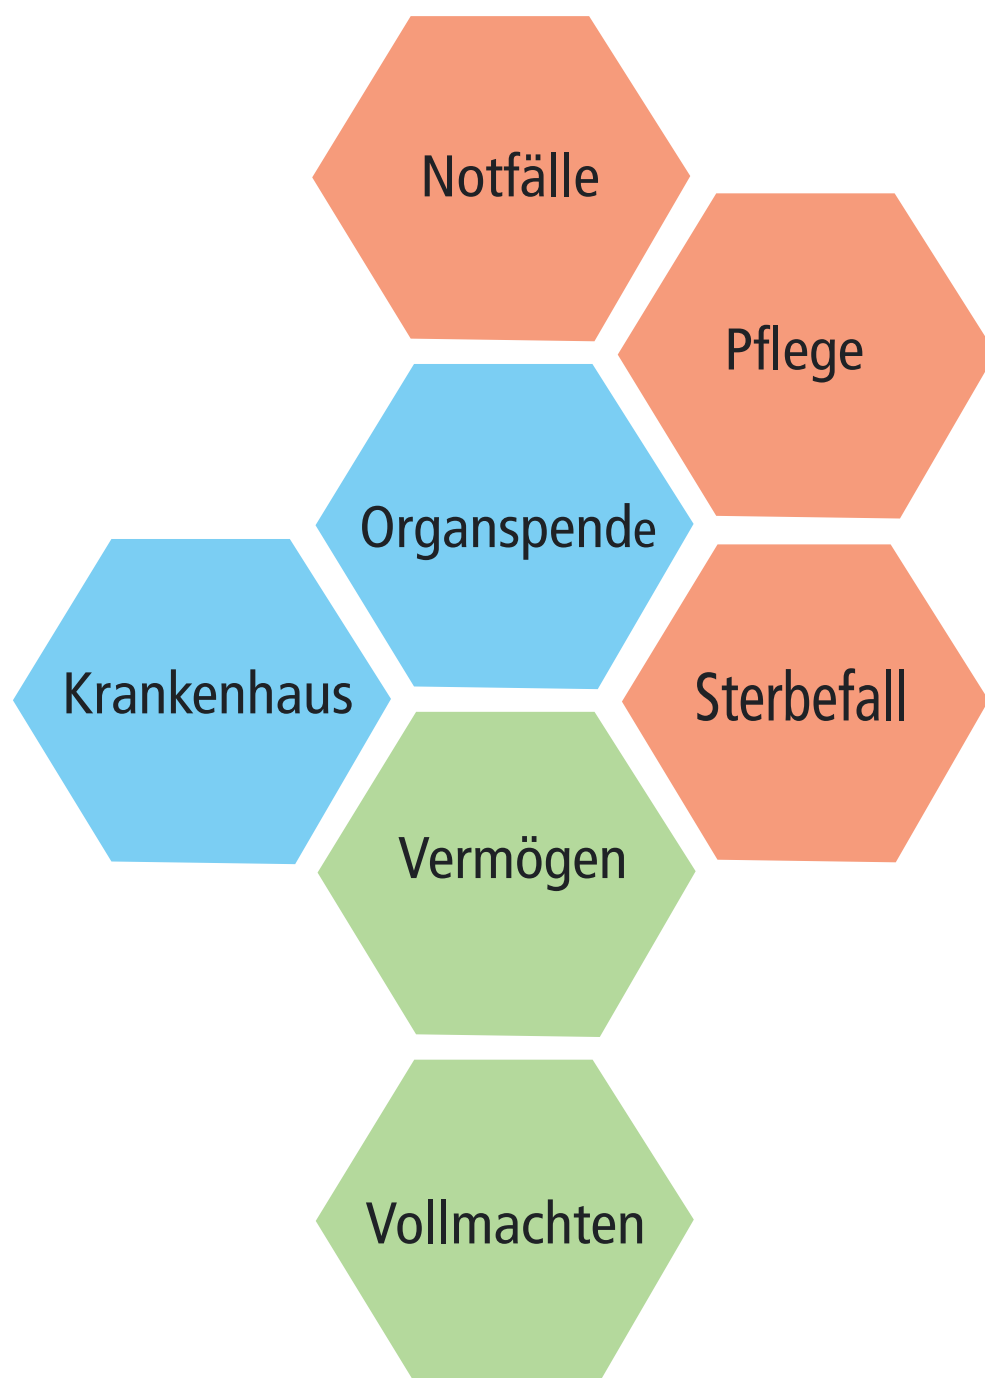 Notfälle
Pflege
Organspende
Krankenhaus
Sterbefall
Vermögen
Vollmachten